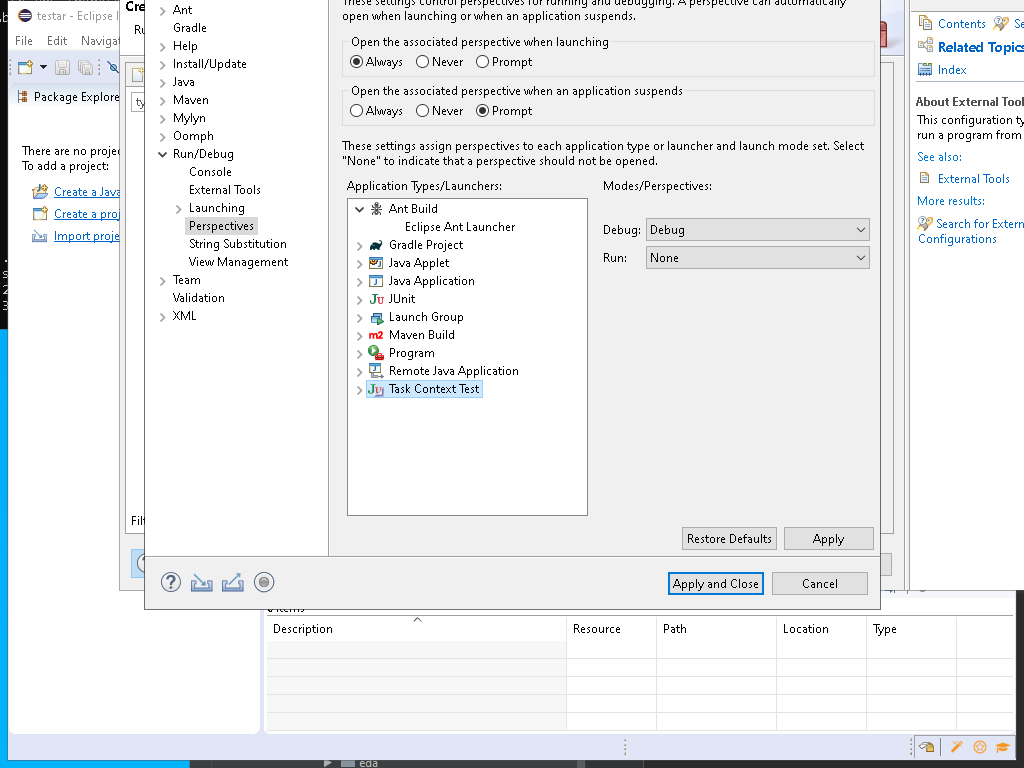 testar - Eclipse
Cre
File
Edit
Navigat
Package Explore
There are no projec
To add a project:
Create a Java
Create a proj
Import proje
Ant
Gradle
Help
Install/Update
Java
Maven
Mylyn
Oomph
Run/Debug
Console
External Tools
Launching
Perspectives
String Substitution
View Management
Team
Validation
XML
These settings control perspectives for running and debugging. A perspective can automatically
open when launching or when an application suspends.
Open the associated perspective when launching
Always Never Prompt
Open the associated perspective when an application suspends
Always Never Prompt
These settings assign perspectives to each application type or launcher and launch mode set. Select
"None" to indicate that a perspective should not be opened.
Application Types/Launchers:
Modes/Perspectives:
Ant Build
Eclipse Ant Launcher
Gradle Project
Java Applet
Java Application
JUnit
Launch Group
Maven Build
Program
Remote Java Application
Task Context Test
Debug: Debug
Run: None
Restore Defaults
Apply
Apply and Close
Cancel
Contents
Se
Related Topics
Index
About External Tool
This configuration ty
run a program from
See also:
External Tools
More results:
Search for Extern
Configurations
Filt
items
Description
Resource
Path
Location
Type
eda